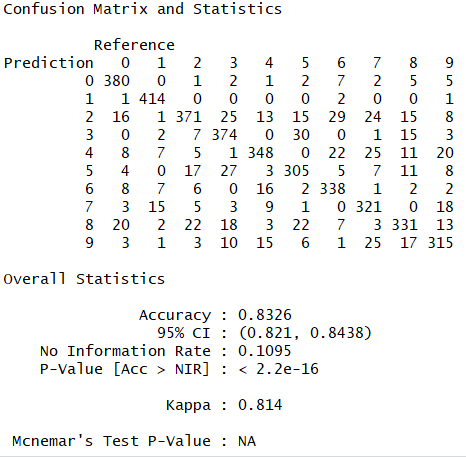 Confusion Matrix and Statistics
Reference
Prediction 0 1 2 3 4 5 6 7 8 9
0 380 0 1 2 1 2 7 2 5 5
1 1 414 0 0 0 0 2 0 0 1
2 16 1 371 25 13 15 29 24 15 8
3 0 2 7 374 0 30 0 1 15 3
4 8 7 5 1 348 0 22 25 11 20
5 4 0 17 27 3 305 5 7 11 8
6 8 7 6 0 16 2 338 1 2 2
7 3 15 5 3 9 1 0 321 0 18
8 20 2 22 18 3 22 7 3 331 13
9 3 1 3 10 15 6 1 25 17 315
Overall Statistics
Accuracy : 0.8326
95% CI : (0.821, 0.8438)
No Information Rate : 0.1095
P-Value [Acc > NIR] : < 2.2e-16
Kappa : 0.814
Mcnemar's Test P-Value : NA